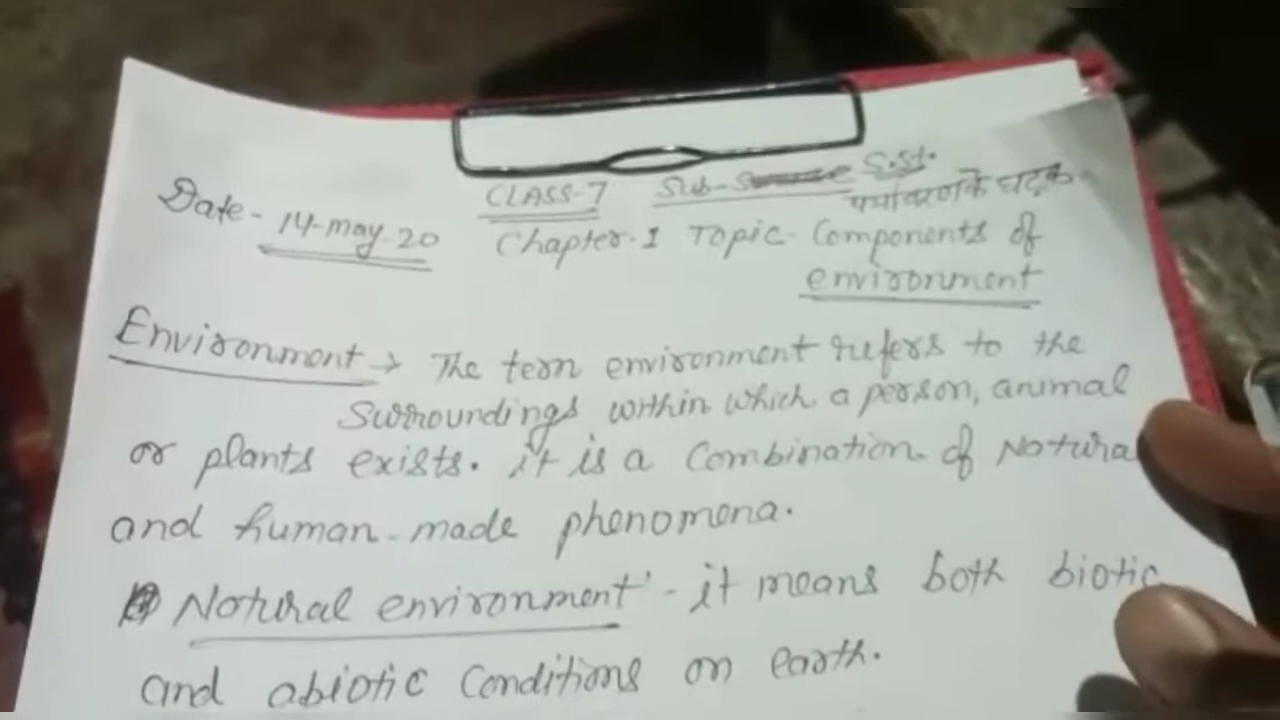 Date - 14-may-20 CLASS-7 Sub- S.St.
पर्यावरण के घटक
Chapter-1 Topic- Components of
environment
Environment → The term environment refers to the
Surroundings within which a person, animal
or plants exists. it is a Combination of Natural
and human-made phenomena.
Natural environment - it means both biotic
and abiotic Conditions on earth.